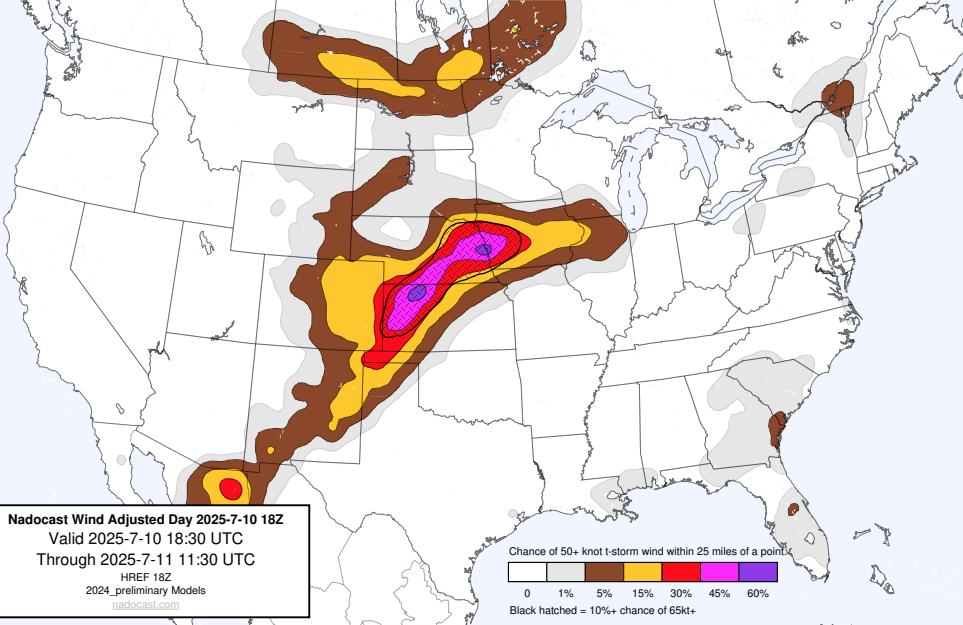 Nadocast Wind Adjusted Day 2025-7-10 18Z
Valid 2025-7-10 18:30 UTC
Through 2025-7-11 11:30 UTC
HREF 18Z
2024_preliminary Models
nadocast.com
Chance of 50+ knot t-storm wind within 25 miles of a point.
0 1% 5% 15% 30% 45% 60%
Black hatched = 10%+ chance of 65kt+